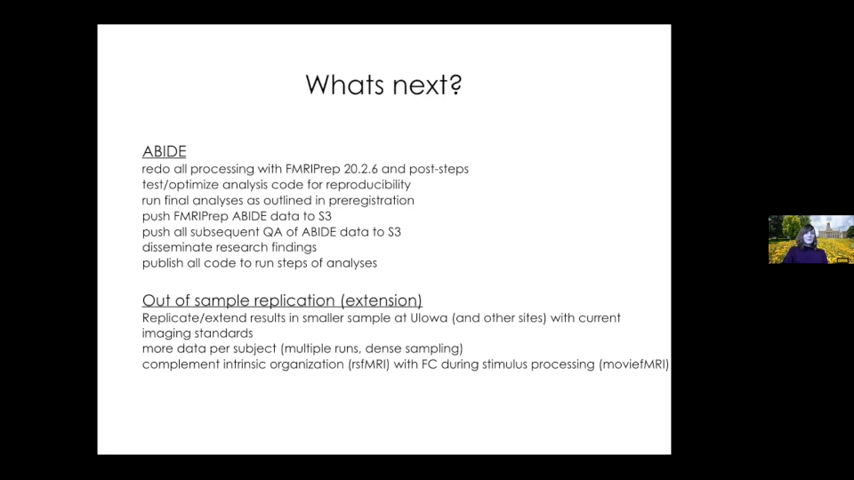 Whats next?
ABIDE
redo all processing with FMRIPrep 20.2.6 and post-steps
test/optimize analysis code for reproducibility
run final analyses as outlined in preregistration
push FMRIPrep ABIDE data to S3
push all subsequent QA of ABIDE data to S3
disseminate research findings
publish all code to run steps of analyses
Out of sample replication (extension)
Replicate/extend results in smaller sample at UIowa (and other sites) with current
imaging standards
more data per subject (multiple runs, dense sampling)
complement intrinsic organization (rsfMRI) with FC during stimulus processing (moviefMRI)